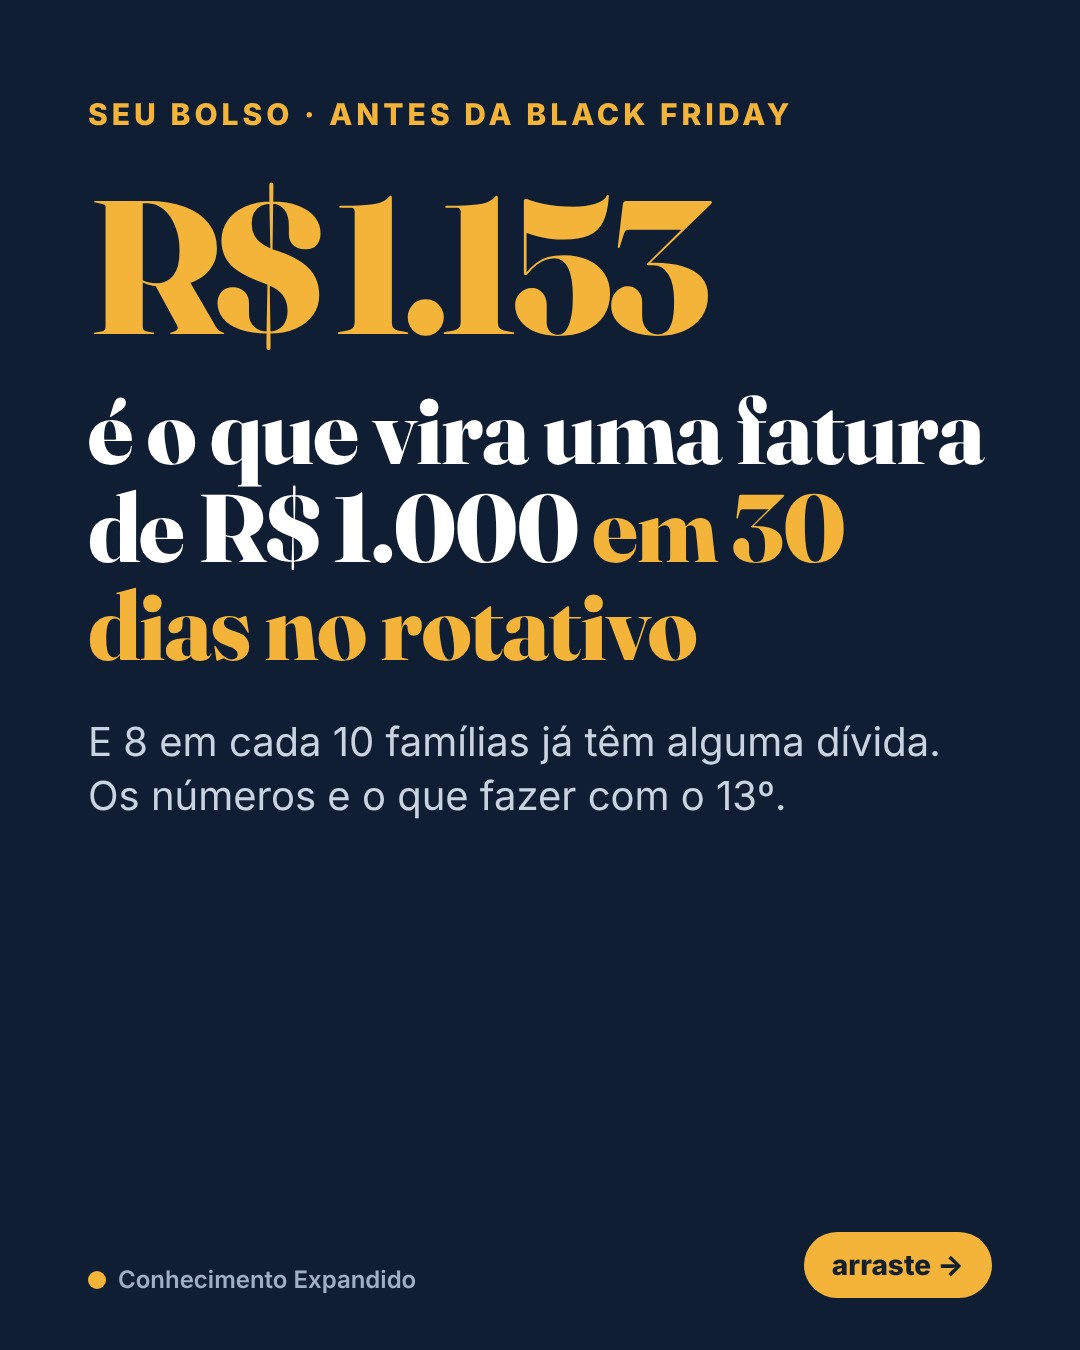 SEU BOLSO · ANTES DA BLACK FRIDAY
R$ 1.153
é o que vira uma fatura
de R$ 1.000 em 30
dias no rotativo
E 8 em cada 10 famílias já têm alguma dívida.
Os números e o que fazer com o 13º.
Conhecimento Expandido
arraste →